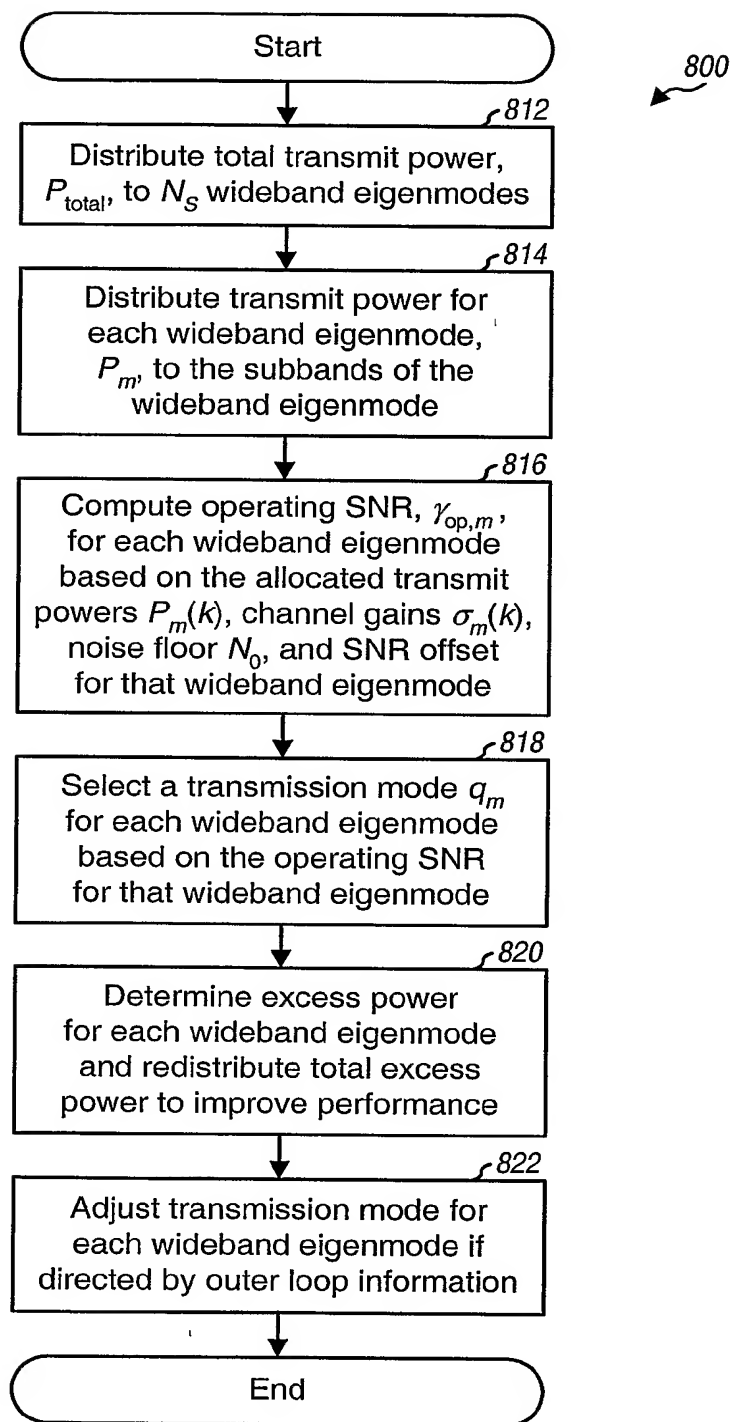 Start
800
812
Distribute total transmit power,
P_total, to N_S wideband eigenmodes
814
Distribute transmit power for
each wideband eigenmode,
P_m, to the subbands of the
wideband eigenmode
816
Compute operating SNR, γ_op,m,
for each wideband eigenmode
based on the allocated transmit
powers P_m(k), channel gains σ_m(k),
noise floor N_0, and SNR offset
for that wideband eigenmode
818
Select a transmission mode q_m
for each wideband eigenmode
based on the operating SNR
for that wideband eigenmode
820
Determine excess power
for each wideband eigenmode
and redistribute total excess
power to improve performance
822
Adjust transmission mode for
each wideband eigenmode if
directed by outer loop information
End